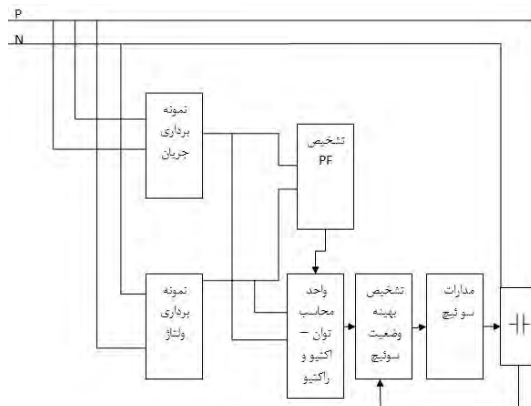 P
N
نمونه
برداری
جریان
تشخیص
PF
نمونه
برداری
ولتاژ
واحد
محاسب
توان –
اکتیو و
راکتیو
تشخیص
بهینه
وضعیت
سوئیچ
مدارات
سوئیچ